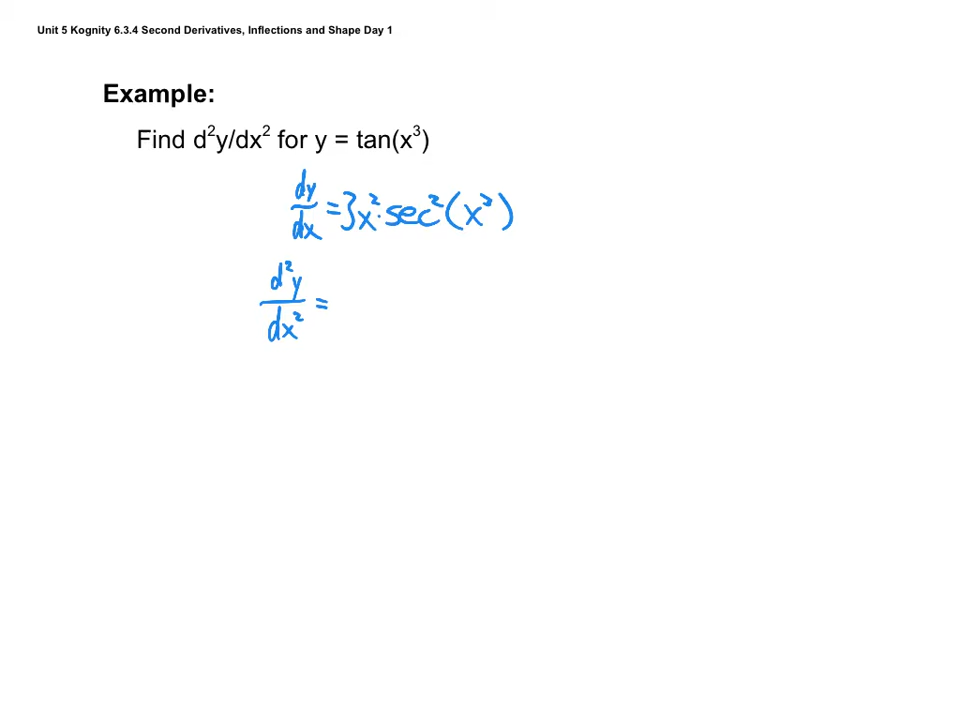 Unit 5 Kognity 6.3.4 Second Derivatives, Inflections and Shape Day 1
Example:
Find d²y/dx² for y = tan(x³)
dy/dx = 3x² · sec²(x³)
d²y/dx² =